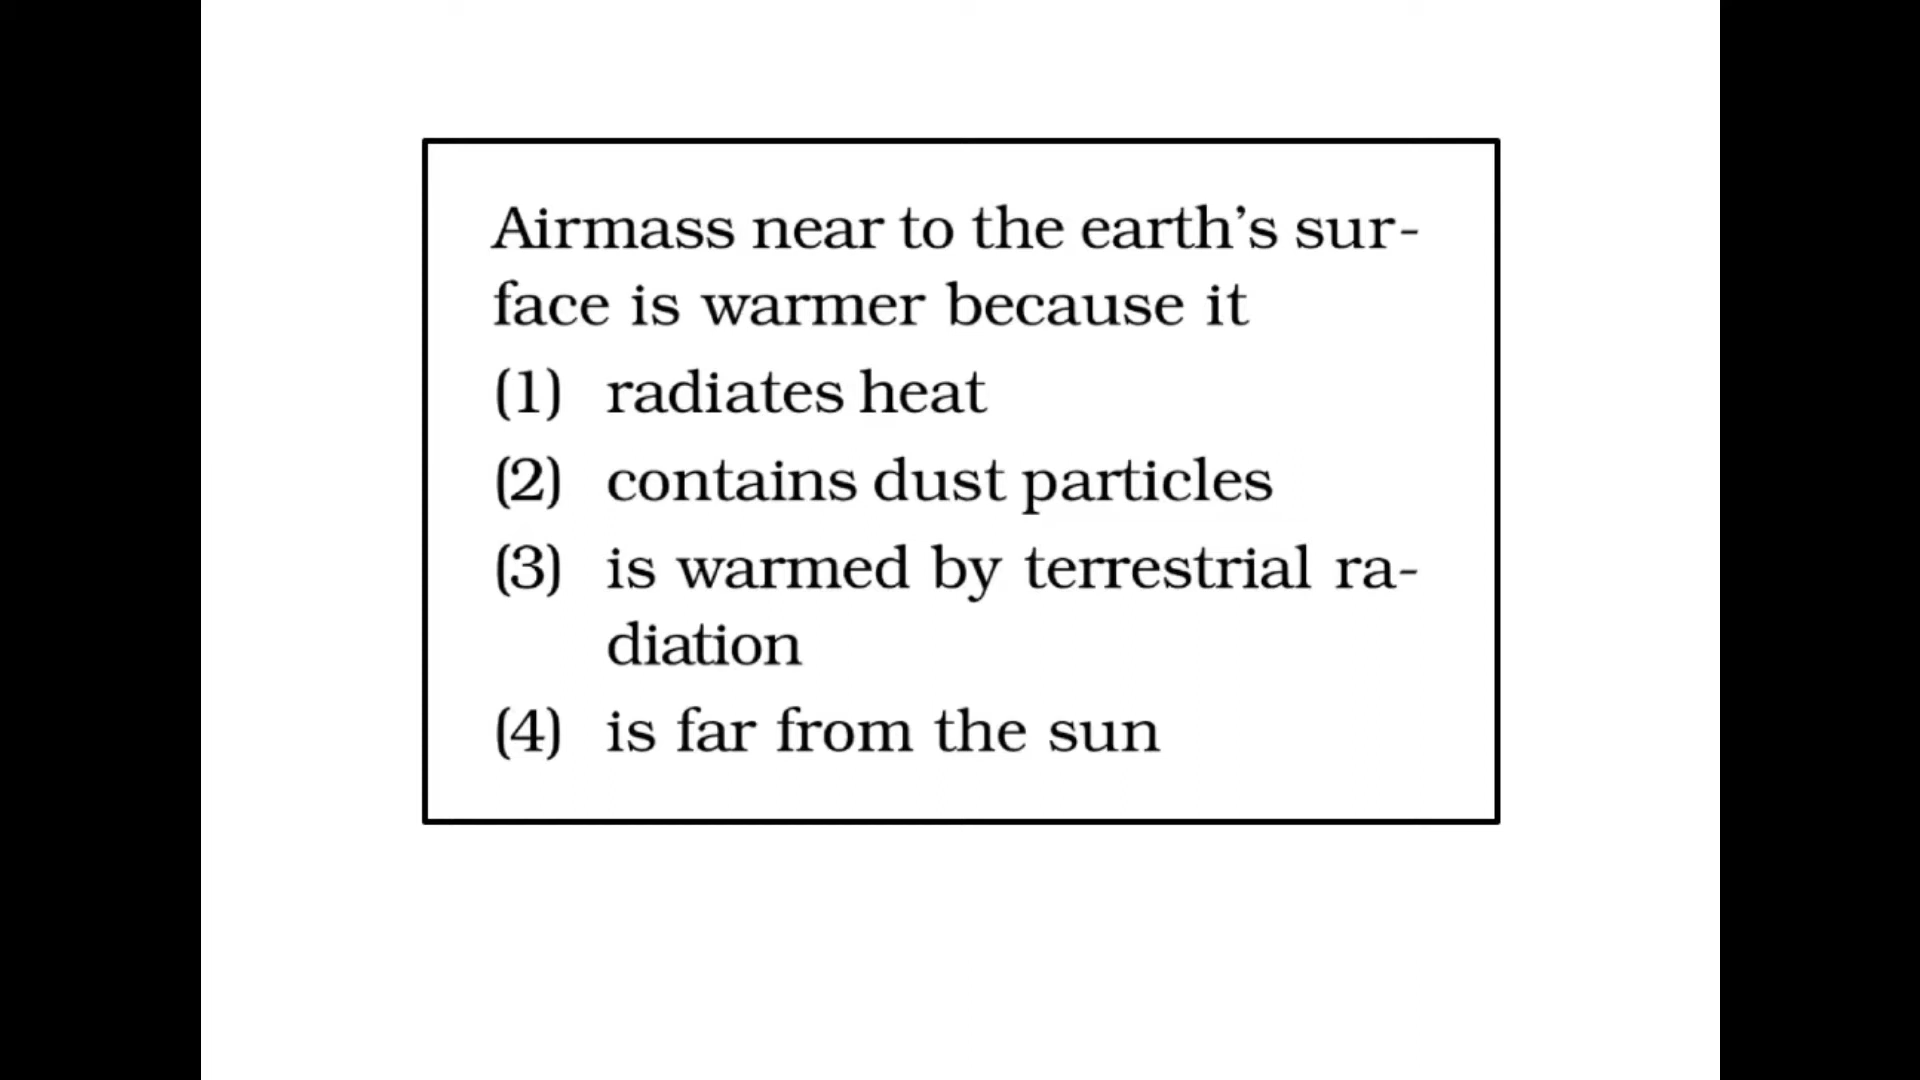 Airmass near to the earth’s sur-
face is warmer because it
(1) radiates heat
(2) contains dust particles
(3) is warmed by terrestrial ra-
diation
(4) is far from the sun